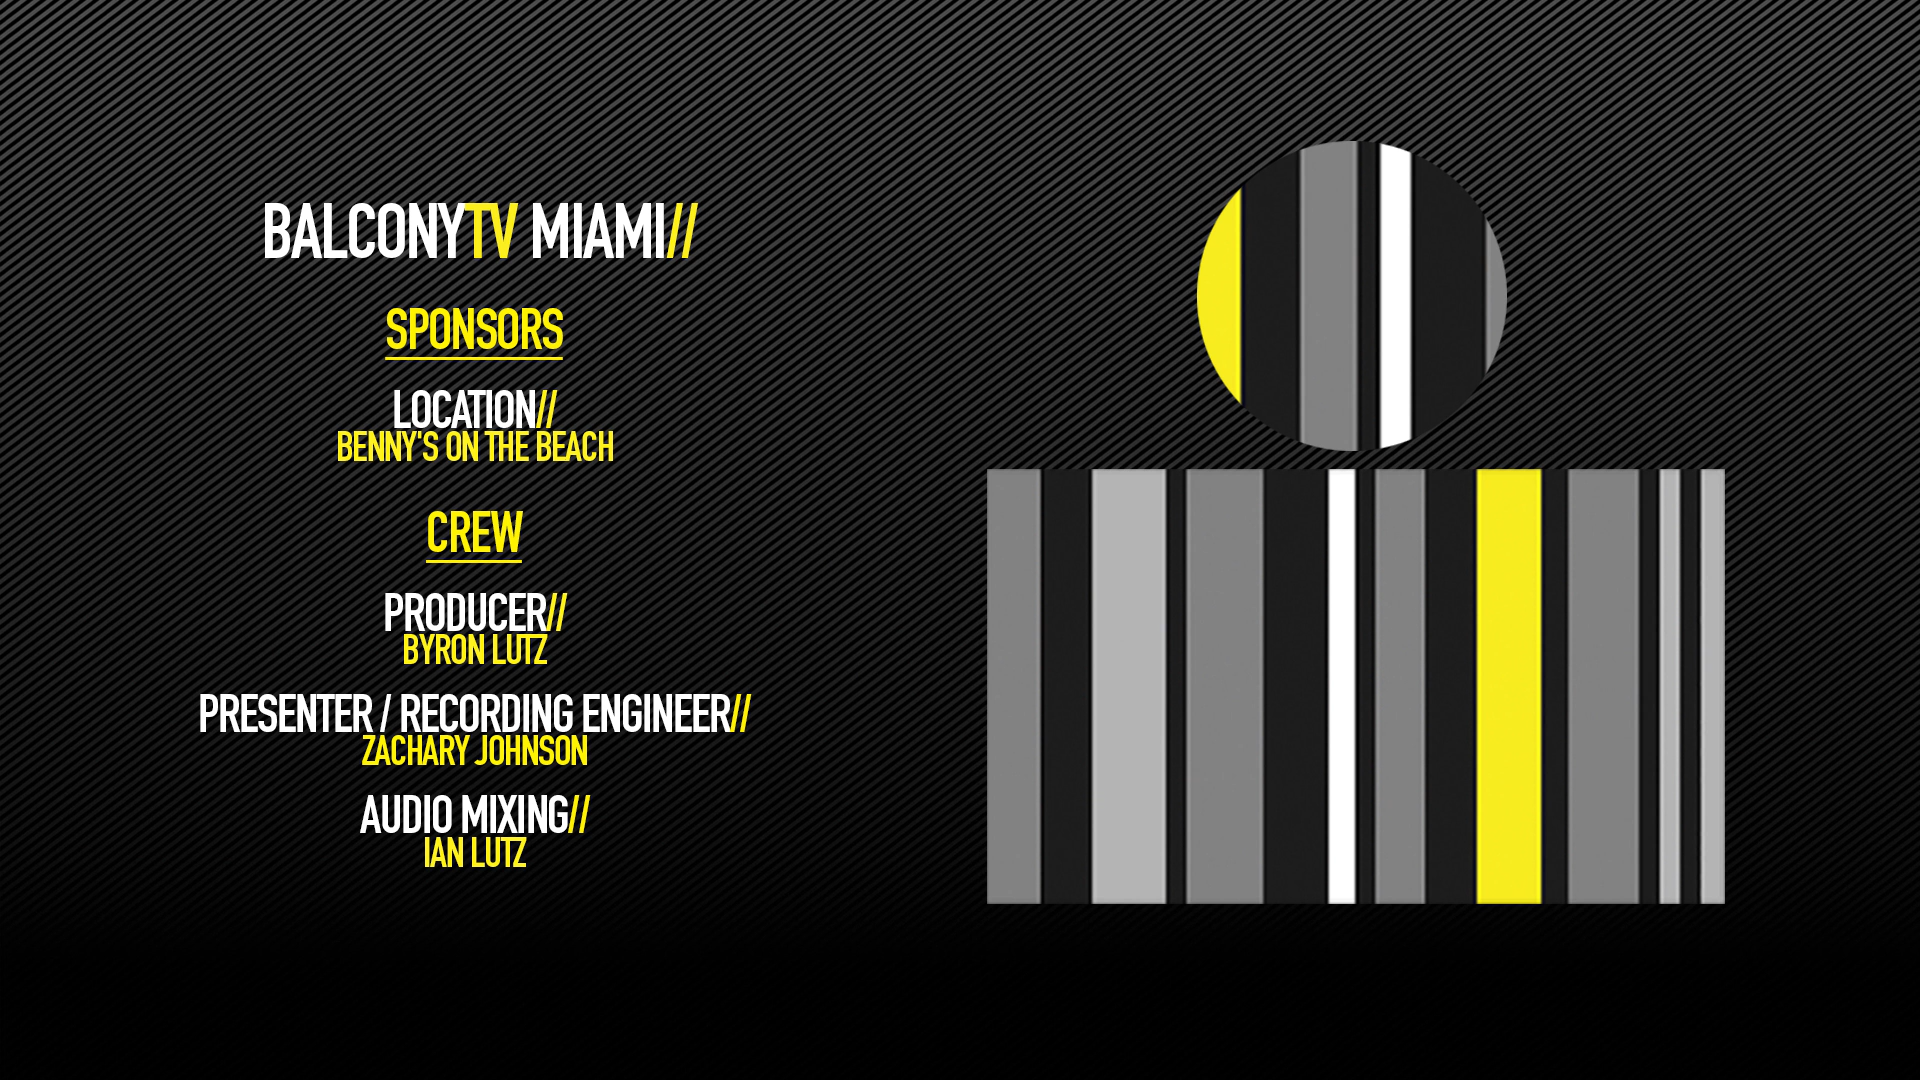 BALCONYTV MIAMI//
SPONSORS
LOCATION//
BENNY'S ON THE BEACH
CREW
PRODUCER//
BYRON LUTZ
PRESENTER / RECORDING ENGINEER//
ZACHARY JOHNSON
AUDIO MIXING//
IAN LUTZ